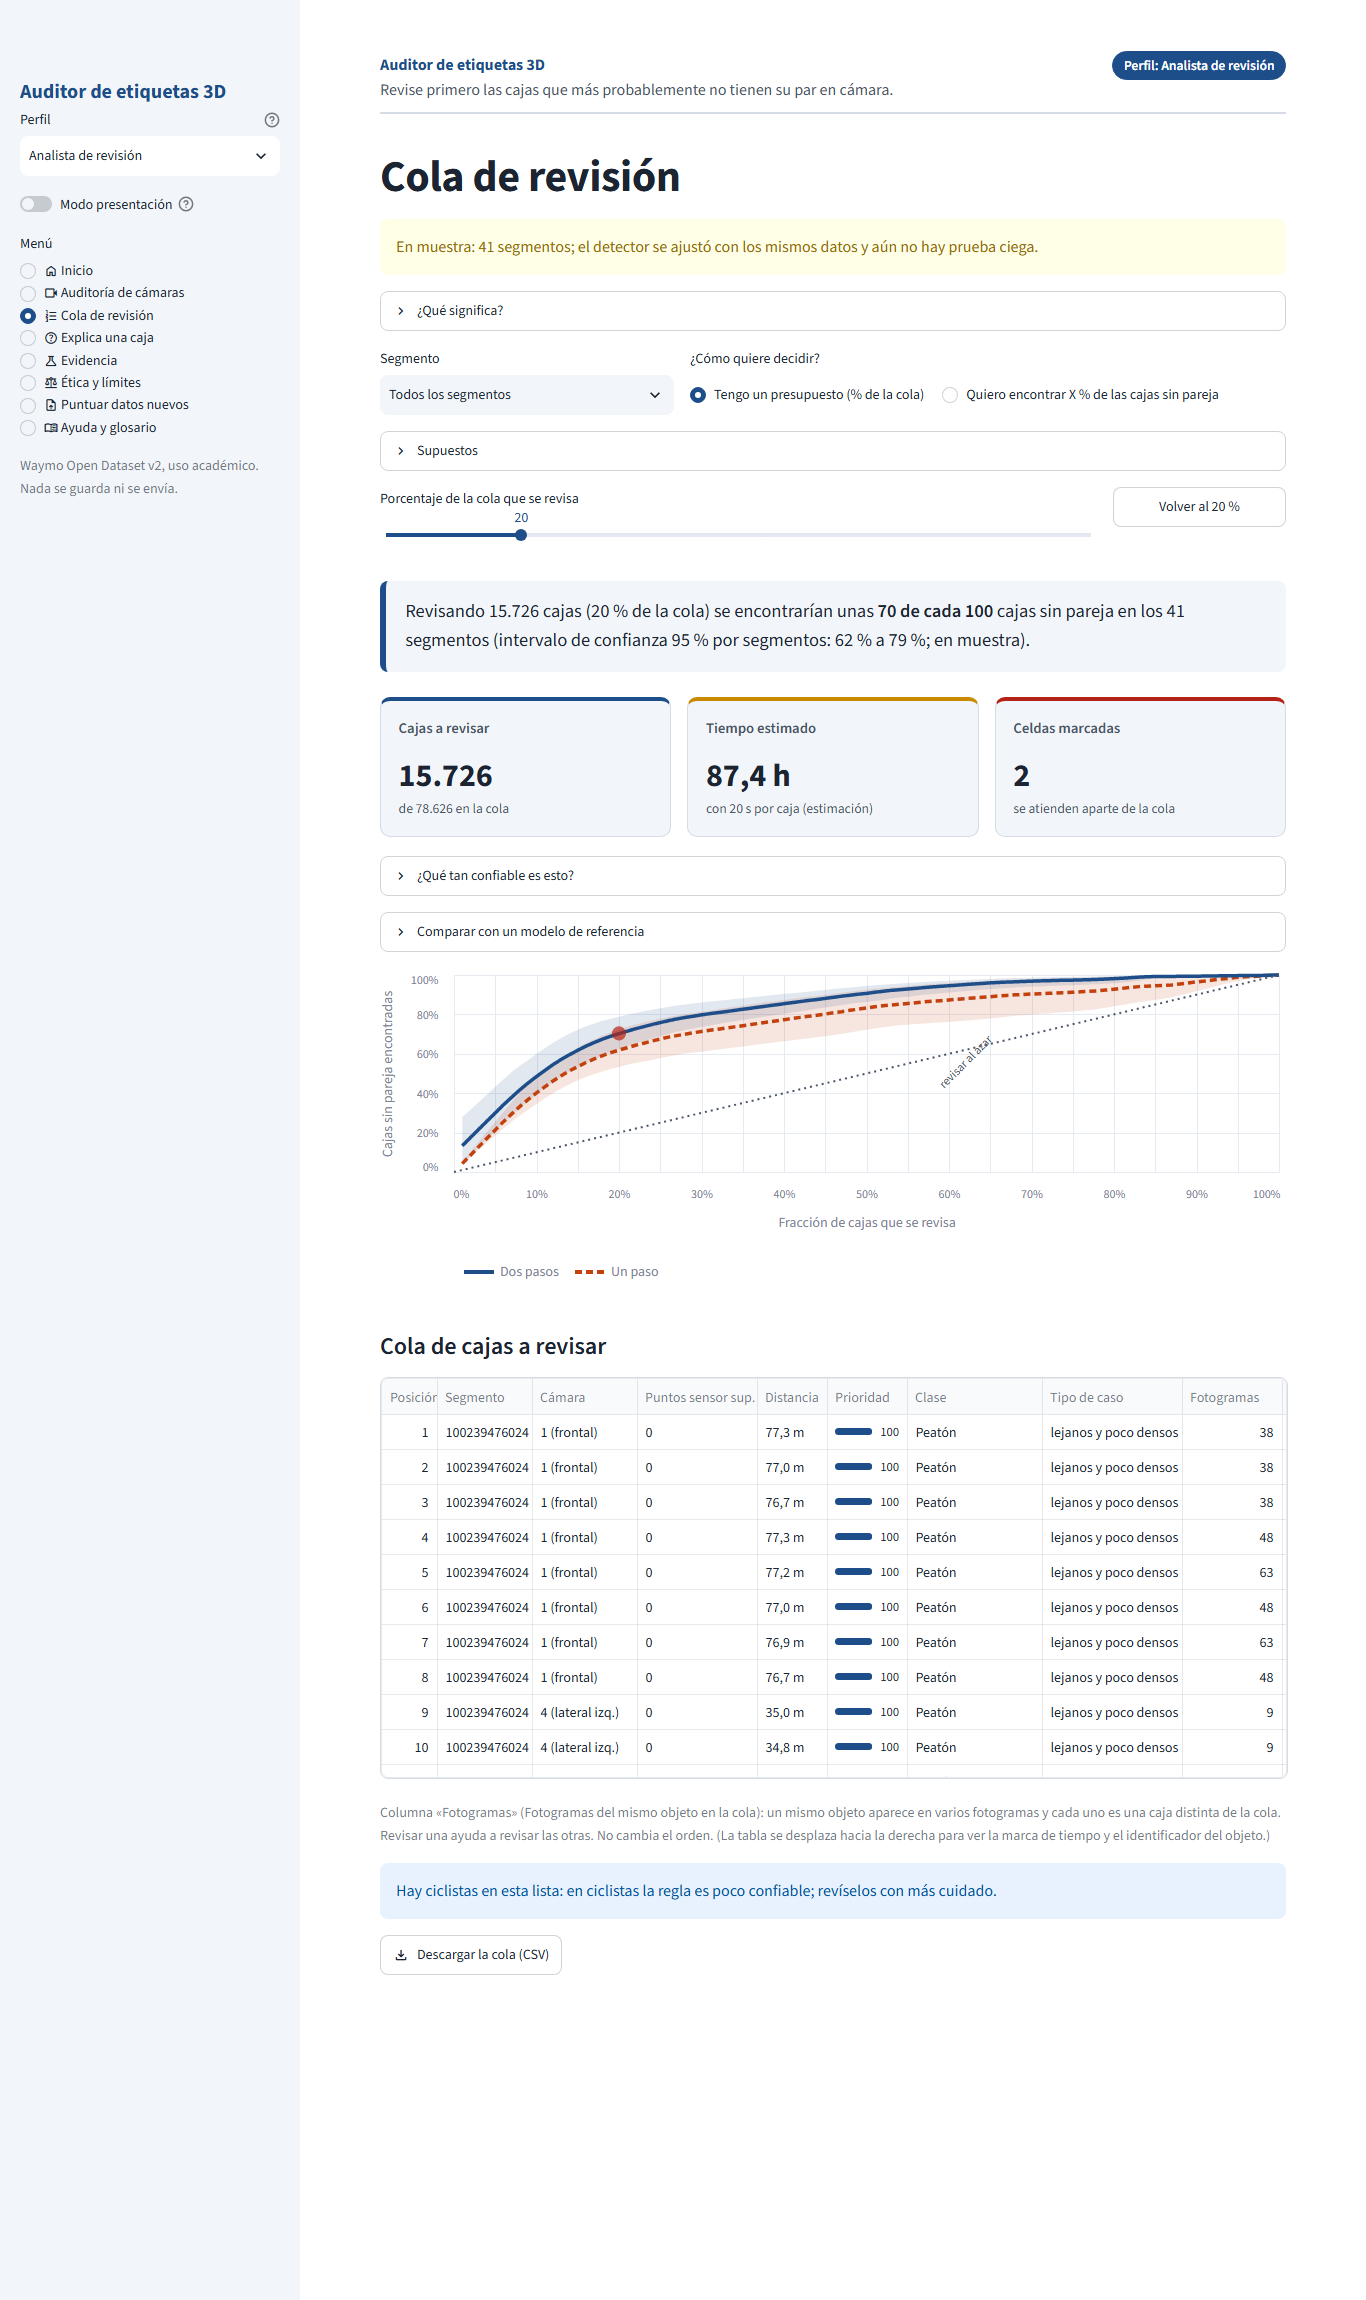 Auditor de etiquetas 3D
Perfil
Analista de revisión
Modo presentación
Menú
Inicio
Auditoría de cámaras
Cola de revisión
Explica una caja
Evidencia
Ética y límites
Puntuar datos nuevos
Ayuda y glosario
Waymo Open Dataset v2, uso académico.
Nada se guarda ni se envía.
Auditor de etiquetas 3D
Revise primero las cajas que más probablemente no tienen su par en cámara.
Perfil: Analista de revisión
Cola de revisión
En muestra: 41 segmentos; el detector se ajustó con los mismos datos y aún no hay prueba ciega.
¿Qué significa?
Segmento
Todos los segmentos
¿Cómo quiere decidir?
Tengo un presupuesto (% de la cola)
Quiero encontrar X % de las cajas sin pareja
Supuestos
Porcentaje de la cola que se revisa
20
Volver al 20 %
Revisando 15.726 cajas (20 % de la cola) se encontrarían unas 70 de cada 100 cajas sin pareja en los 41
segmentos (intervalo de confianza 95 % por segmentos: 62 % a 79 %; en muestra).
Cajas a revisar
15.726
de 78.626 en la cola
Tiempo estimado
87,4 h
con 20 s por caja (estimación)
Celdas marcadas
2
se atienden aparte de la cola
¿Qué tan confiable es esto?
Comparar con un modelo de referencia
Cajas sin pareja encontradas
100%
80%
60%
40%
20%
0%
revisar al azar
0% 10% 20% 30% 40% 50% 60% 70% 80% 90% 100%
Fracción de cajas que se revisa
Dos pasos Un paso
Cola de cajas a revisar
Posición Segmento Cámara Puntos sensor sup. Distancia Prioridad Clase Tipo de caso Fotogramas
1 100239476024 1 (frontal) 0 77,3 m 100 Peatón lejanos y poco densos 38
2 100239476024 1 (frontal) 0 77,0 m 100 Peatón lejanos y poco densos 38
3 100239476024 1 (frontal) 0 76,7 m 100 Peatón lejanos y poco densos 38
4 100239476024 1 (frontal) 0 77,3 m 100 Peatón lejanos y poco densos 48
5 100239476024 1 (frontal) 0 77,2 m 100 Peatón lejanos y poco densos 63
6 100239476024 1 (frontal) 0 77,0 m 100 Peatón lejanos y poco densos 48
7 100239476024 1 (frontal) 0 76,9 m 100 Peatón lejanos y poco densos 63
8 100239476024 1 (frontal) 0 76,7 m 100 Peatón lejanos y poco densos 48
9 100239476024 4 (lateral izq.) 0 35,0 m 100 Peatón lejanos y poco densos 9
10 100239476024 4 (lateral izq.) 0 34,8 m 100 Peatón lejanos y poco densos 9
Columna «Fotogramas» (Fotogramas del mismo objeto en la cola): un mismo objeto aparece en varios fotogramas y cada uno es una caja distinta de la cola.
Revisar una ayuda a revisar las otras. No cambia el orden. (La tabla se desplaza hacia la derecha para ver la marca de tiempo y el identificador del objeto.)
Hay ciclistas en esta lista: en ciclistas la regla es poco confiable; revíselos con más cuidado.
Descargar la cola (CSV)